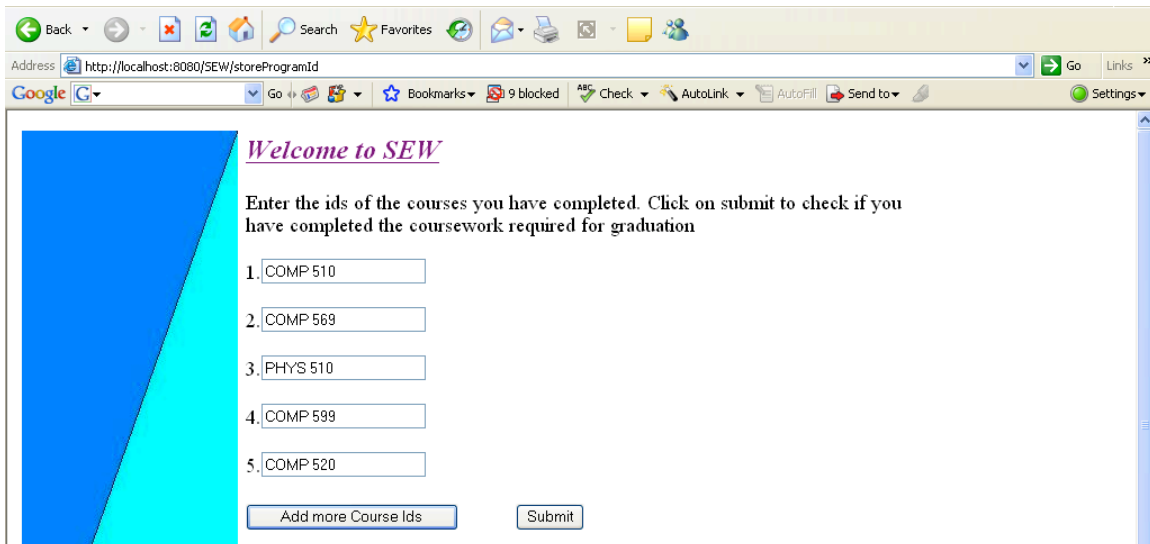 Back Search Favorites
Address http://localhost:8080/SEW/storeProgramId Go Links »
Google G Go Bookmarks 9 blocked ABC Check AutoLink AutoFill Send to Settings
Welcome to SEW
Enter the ids of the courses you have completed. Click on submit to check if you
have completed the coursework required for graduation
1. COMP 510
2. COMP 569
3. PHYS 510
4. COMP 599
5. COMP 520
Add more Course Ids Submit